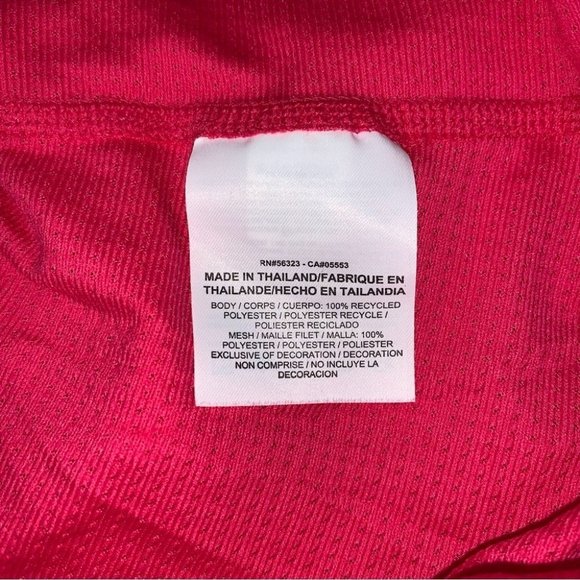 RN#56323 - CA#05553
MADE IN THAILAND/FABRIQUE EN
THAILANDE/HECHO EN TAILANDIA
BODY / CORPS / CUERPO: 100% RECYCLED
POLYESTER / POLYESTER RECYCLE /
POLIESTER RECICLADO
MESH / MAILLE FILET / MALLA: 100%
POLYESTER / POLYESTER / POLIESTER
EXCLUSIVE OF DECORATION / DECORATION
NON COMPRISE / NO INCLUYE LA
DECORACION